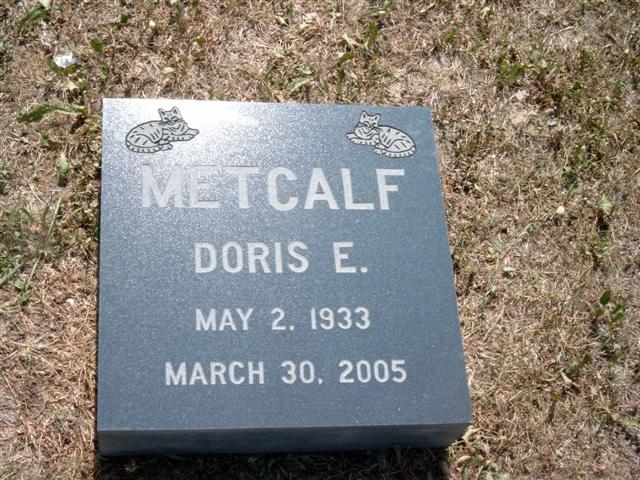 METCALF
DORIS E.
MAY 2, 1933
MARCH 30, 2005